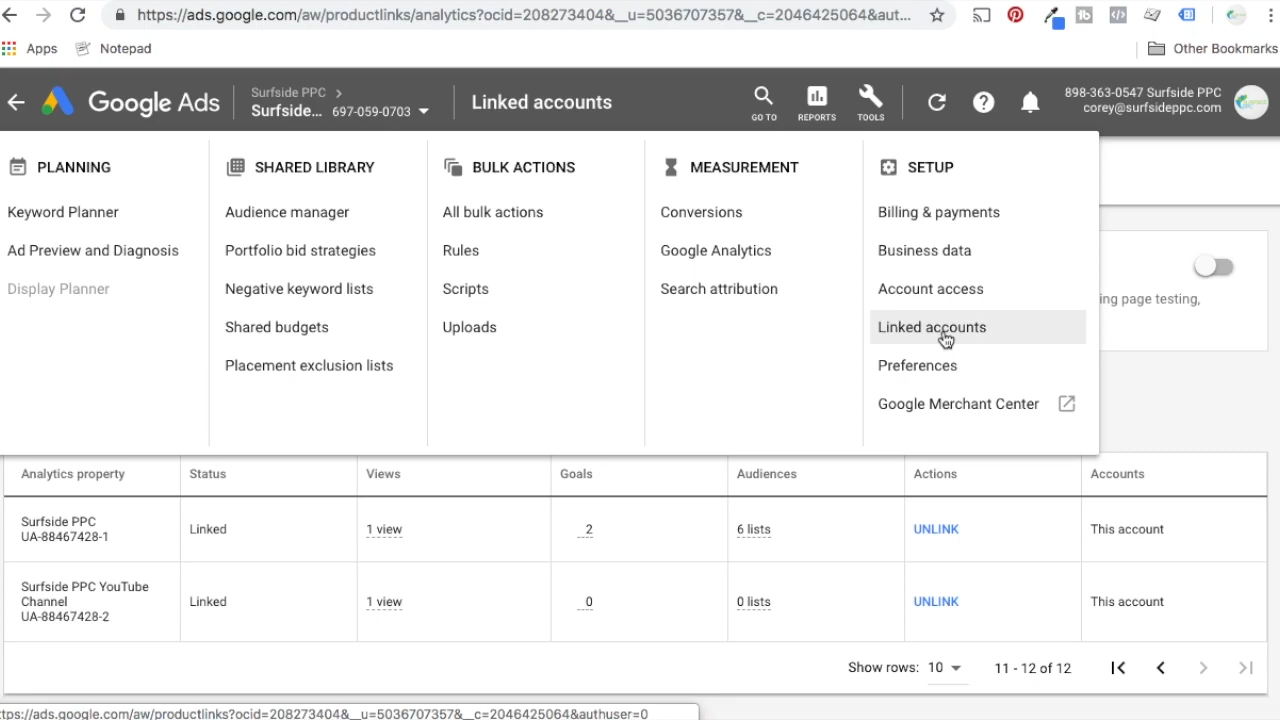 https://ads.google.com/aw/productlinks/analytics?ocid=208273404&__u=5036707357&__c=2046425064&aut...
Apps
Notepad
Other Bookmarks
Google Ads
Surfside PPC >
Surfside... 697-059-0703
Linked accounts
GO TO
REPORTS
TOOLS
898-363-0547 Surfside PPC
corey@surfsideppc.com
PLANNING
Keyword Planner
Ad Preview and Diagnosis
Display Planner
SHARED LIBRARY
Audience manager
Portfolio bid strategies
Negative keyword lists
Shared budgets
Placement exclusion lists
BULK ACTIONS
All bulk actions
Rules
Scripts
Uploads
MEASUREMENT
Conversions
Google Analytics
Search attribution
SETUP
Billing & payments
Business data
Account access
Linked accounts
Preferences
Google Merchant Center
ing page testing,
Analytics property Status Views Goals Audiences Actions Accounts
Surfside PPC
UA-88467428-1
Linked 1 view 2 6 lists UNLINK This account
Surfside PPC YouTube
Channel
UA-88467428-2
Linked 1 view 0 0 lists UNLINK This account
Show rows: 10 11 - 12 of 12
ttps://ads.google.com/aw/productlinks?ocid=208273404&__u=5036707357&__c=2046425064&authuser=0